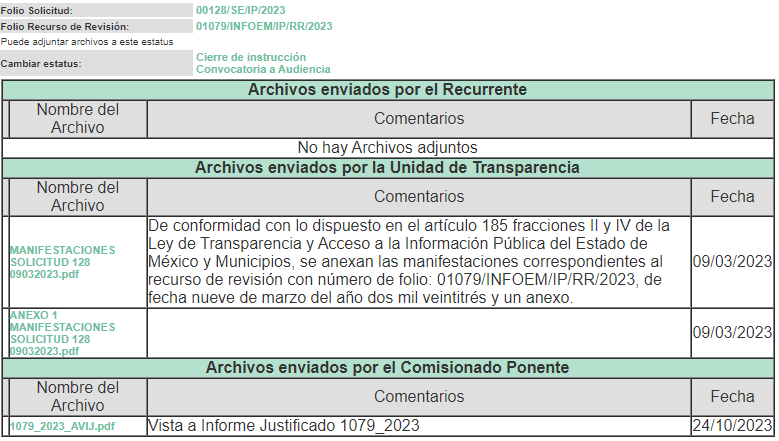 Folio Solicitud: 00128/SE/IP/2023
Folio Recurso de Revisión: 01079/INFOEM/IP/RR/2023
Puede adjuntar archivos a este estatus
Cambiar estatus: Cierre de instrucción
Convocatoria a Audiencia
Archivos enviados por el Recurrente
Nombre del Archivo Comentarios Fecha
No hay Archivos adjuntos
Archivos enviados por la Unidad de Transparencia
Nombre del Archivo Comentarios Fecha
MANIFESTACIONES
SOLICITUD 128
09032023.pdf
De conformidad con lo dispuesto en el artículo 185 fracciones II y IV de la
Ley de Transparencia y Acceso a la Información Pública del Estado de
México y Municipios, se anexan las manifestaciones correspondientes al
recurso de revisión con número de folio: 01079/INFOEM/IP/RR/2023, de
fecha nueve de marzo del año dos mil veintitrés y un anexo.
09/03/2023
ANEXO 1
MANIFESTACIONES
SOLICITUD 128
09032023.pdf
09/03/2023
Archivos enviados por el Comisionado Ponente
Nombre del Archivo Comentarios Fecha
1079_2023_AVIJ.pdf Vista a Informe Justificado 1079_2023 24/10/2023